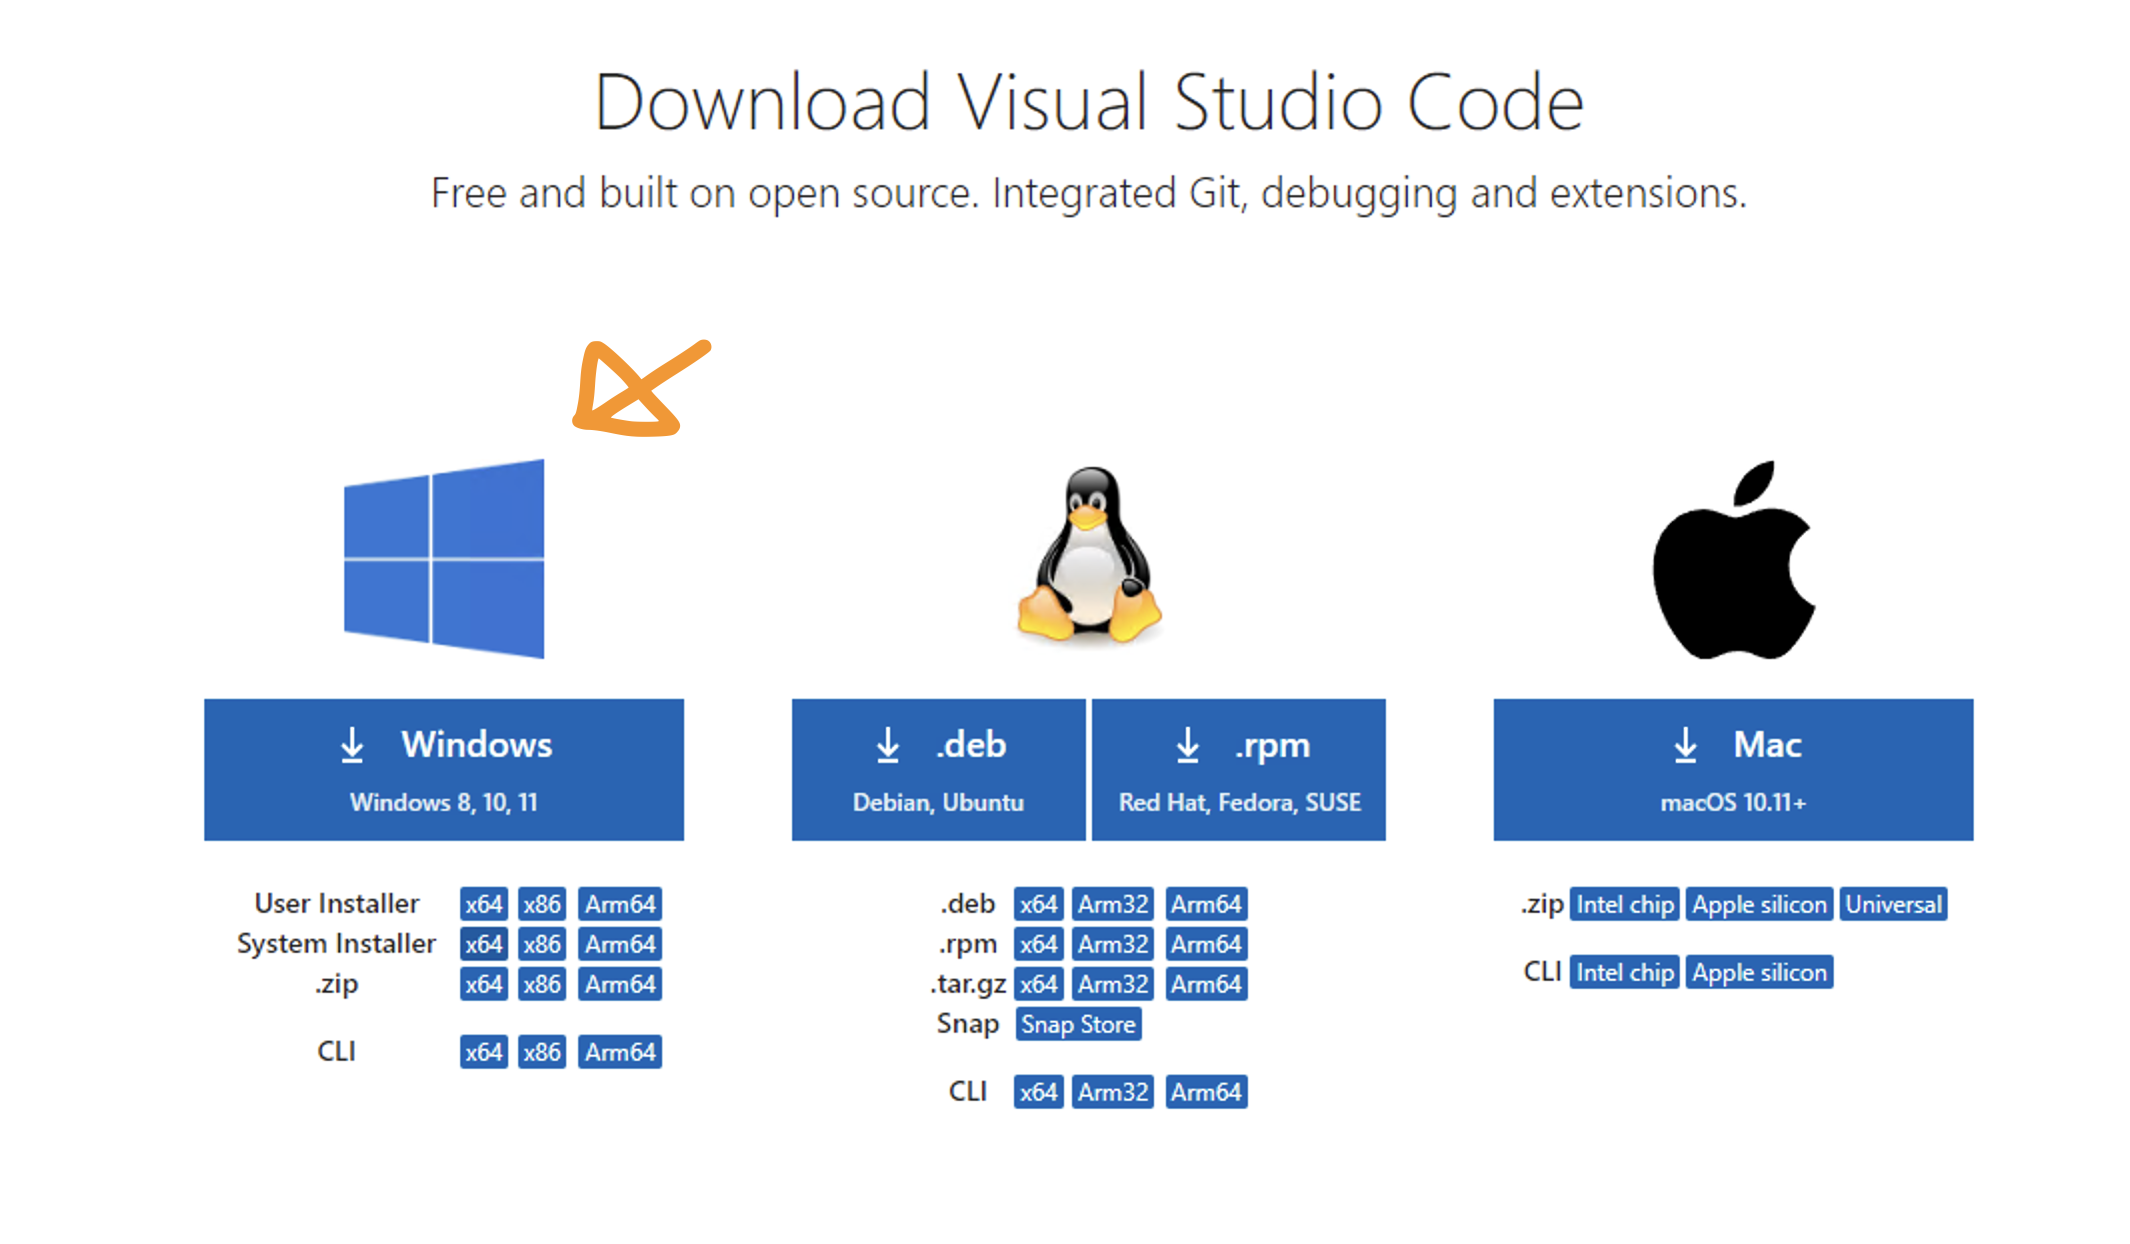 Download Visual Studio Code
Free and built on open source. Integrated Git, debugging and extensions.
Windows
Windows 8, 10, 11
User Installer x64 x86 Arm64
System Installer x64 x86 Arm64
.zip x64 x86 Arm64
CLI x64 x86 Arm64
.deb
Debian, Ubuntu
.rpm
Red Hat, Fedora, SUSE
.deb x64 Arm32 Arm64
.rpm x64 Arm32 Arm64
.tar.gz x64 Arm32 Arm64
Snap Snap Store
CLI x64 Arm32 Arm64
Mac
macOS 10.11+
.zip Intel chip Apple silicon Universal
CLI Intel chip Apple silicon